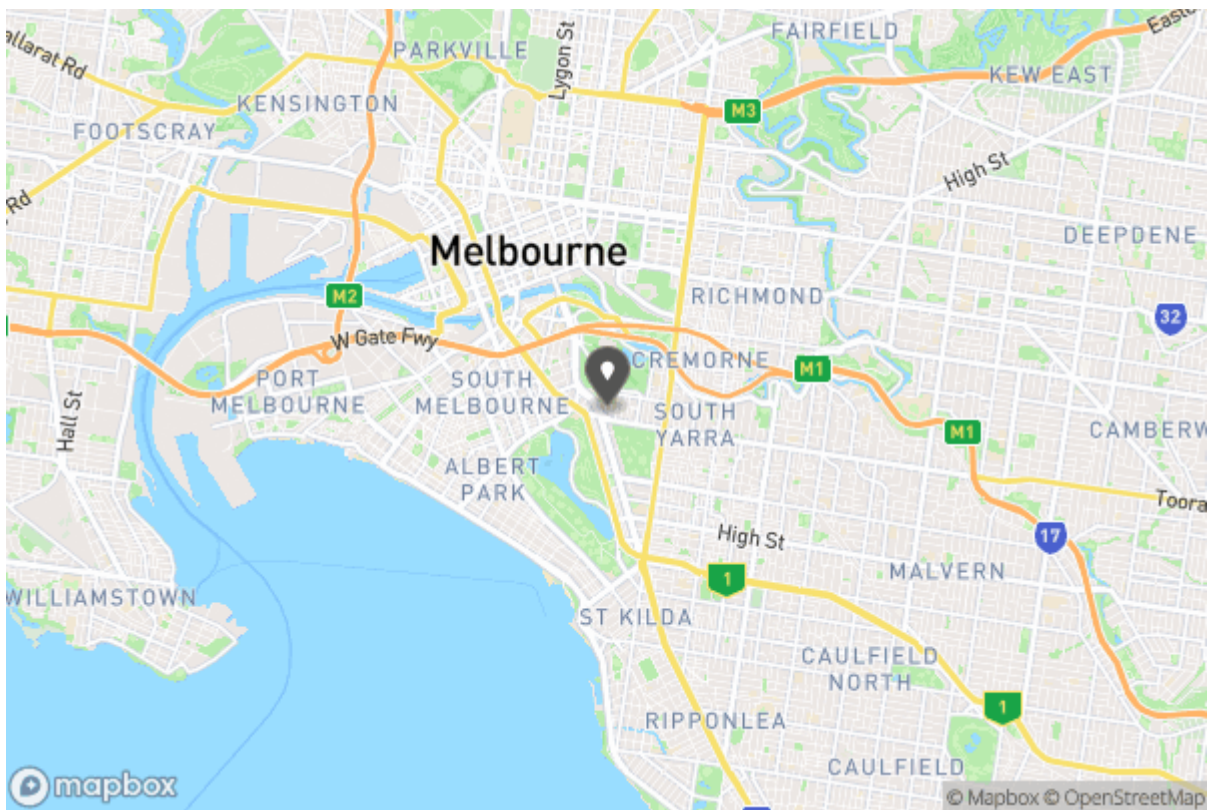 FAIRFIELD
Easte
Ballarat Rd
PARKVILLE
Lygon St
KEW EAST
KENSINGTON
M3
FOOTSCRAY
High St
Rd
Melbourne
DEEPDENE
M2
RICHMOND
32
W Gate Fwy
CREMORNE
M1
PORT
MELBOURNE
SOUTH
MELBOURNE
SOUTH
YARRA
Hall St
M1
CAMBERW
ALBERT
PARK
Toora
High St
17
1
MALVERN
WILLIAMSTOWN
ST KILDA
CAULFIELD
NORTH
1
RIPPONLEA
CAULFIELD
mapbox
© Mapbox © OpenStreetMap